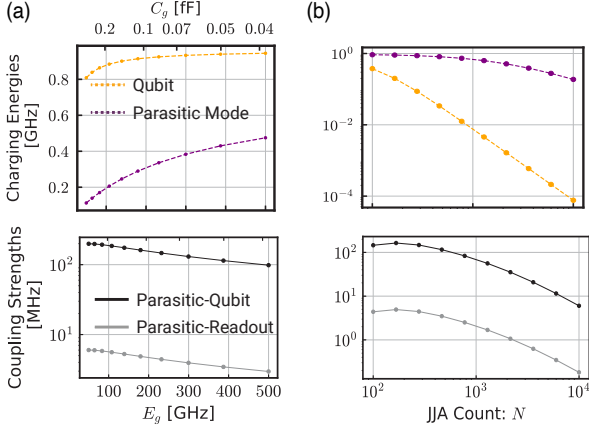 (a)
C_g [fF]
0.2 0.1 0.07 0.05 0.04
Charging Energies
[GHz]
0.8
0.6
0.4
0.2
Qubit
Parasitic Mode
(b)
10^0
10^-2
10^-4
Coupling Strengths
[MHz]
10^2
10^1
Parasitic-Qubit
Parasitic-Readout
100 200 300 400 500
E_g [GHz]
10^2
10^1
10^0
10^2 10^3 10^4
JJA Count: N